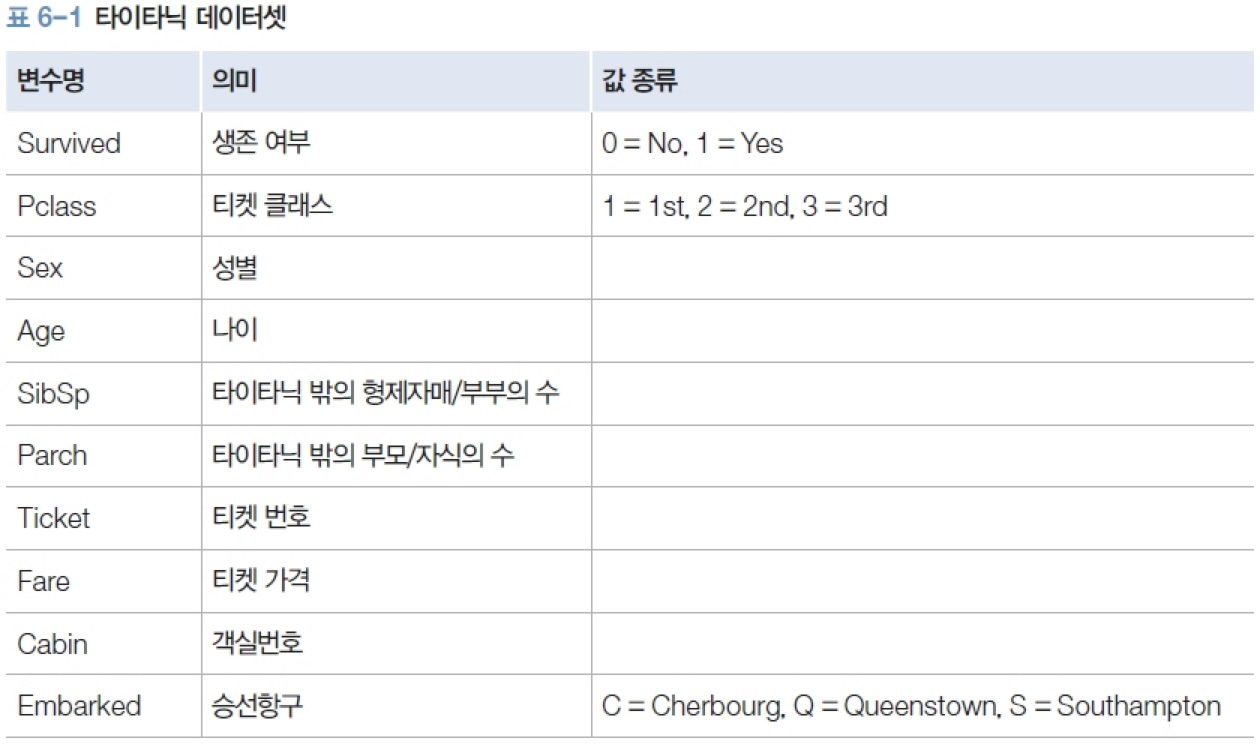 표 6-1 타이타닉 데이터셋
변수명 의미 값 종류
Survived 생존 여부 0 = No, 1 = Yes
Pclass 티켓 클래스 1 = 1st, 2 = 2nd, 3 = 3rd
Sex 성별
Age 나이
SibSp 타이타닉 밖의 형제자매/부부의 수
Parch 타이타닉 밖의 부모/자식의 수
Ticket 티켓 번호
Fare 티켓 가격
Cabin 객실번호
Embarked 승선항구 C = Cherbourg, Q = Queenstown, S = Southampton